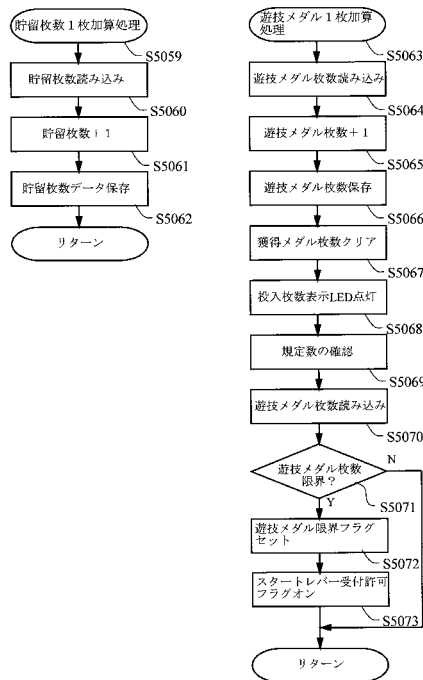 貯留枚数1枚加算処理
S5059
貯留枚数読み込み
S5060
貯留枚数+1
S5061
貯留枚数データ保存
S5062
リターン
遊技メダル1枚加算
処理
S5063
遊技メダル枚数読み込み
S5064
遊技メダル枚数+1
S5065
遊技メダル枚数保存
S5066
獲得メダル枚数クリア
S5067
投入枚数表示LED点灯
S5068
規定数の確認
S5069
遊技メダル枚数読み込み
S5070
遊技メダル枚数
限界?
N
S5071
Y
遊技メダル限界フラグ
セット
S5072
スタートレバー受付許可
フラグオン
S5073
リターン